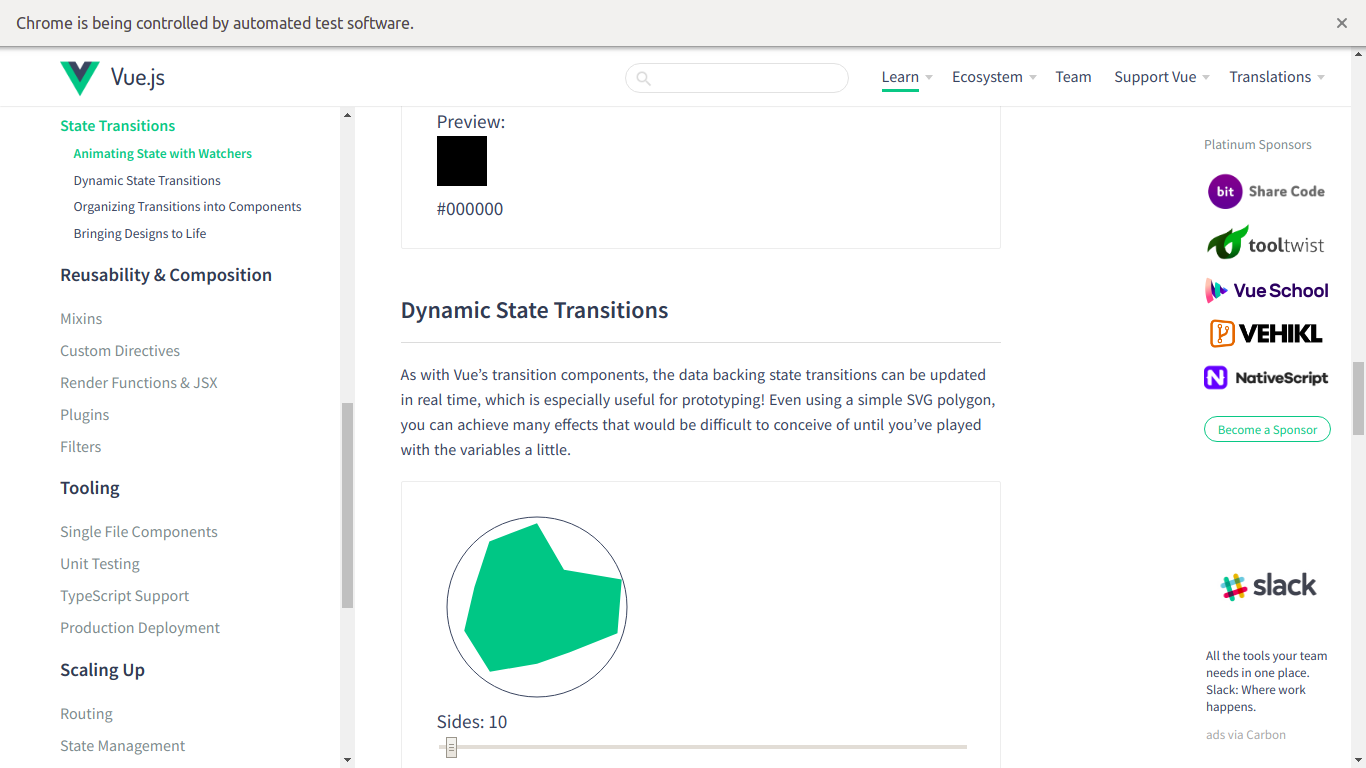 Chrome is being controlled by automated test software.
Vue.js
Learn
Ecosystem
Team
Support Vue
Translations
State Transitions
Animating State with Watchers
Dynamic State Transitions
Organizing Transitions into Components
Bringing Designs to Life
Reusability & Composition
Mixins
Custom Directives
Render Functions & JSX
Plugins
Filters
Tooling
Single File Components
Unit Testing
TypeScript Support
Production Deployment
Scaling Up
Routing
State Management
Preview:
#000000
Dynamic State Transitions
As with Vue’s transition components, the data backing state transitions can be updated
in real time, which is especially useful for prototyping! Even using a simple SVG polygon,
you can achieve many effects that would be difficult to conceive of until you’ve played
with the variables a little.
Sides: 10
Platinum Sponsors
bit Share Code
tooltwist
Vue School
VEHIKL
N NativeScript
Become a Sponsor
slack
All the tools your team
needs in one place.
Slack: Where work
happens.
ads via Carbon